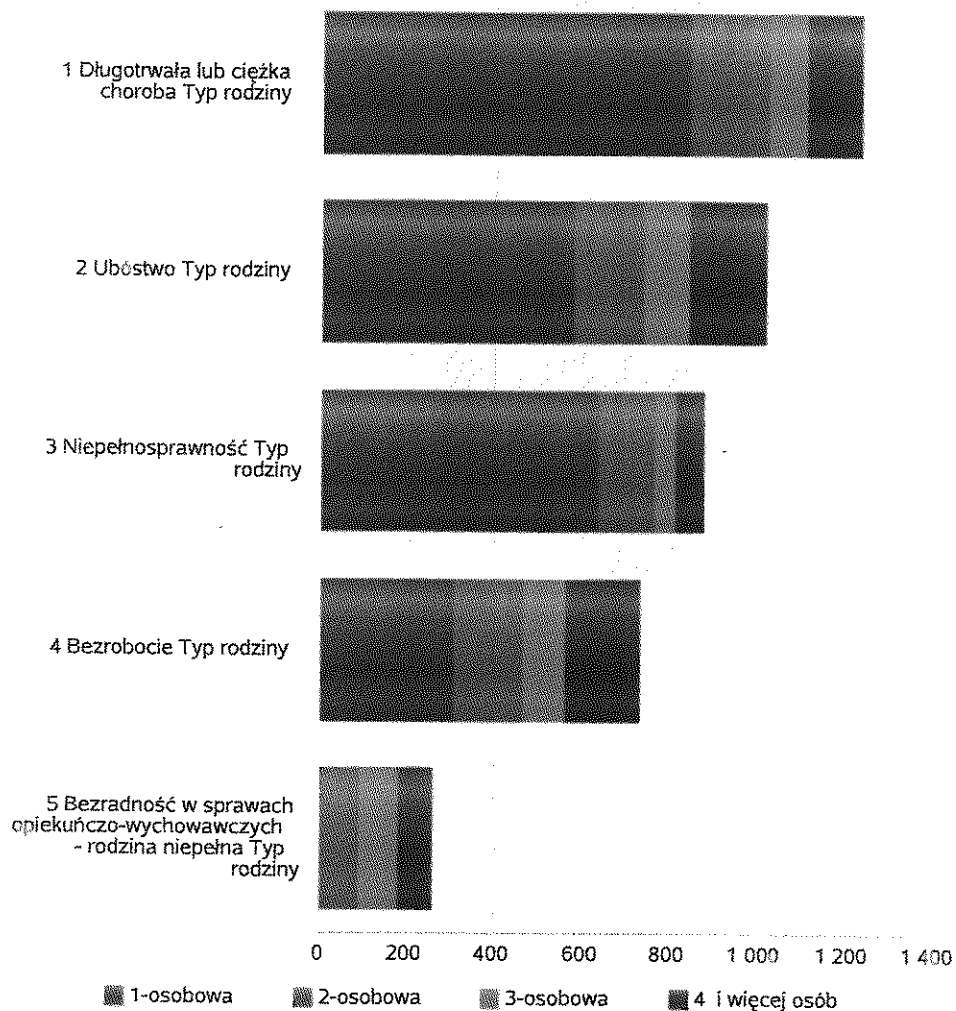 1 Długotrwała lub ciężka
choroba Typ rodziny
2 Ubóstwo Typ rodziny
3 Niepełnosprawność Typ
rodziny
4 Bezrobocie Typ rodziny
5 Bezradność w sprawach
opiekuńczo-wychowawczych
- rodzina niepełna Typ
rodziny
0 200 400 600 800 1 000 1 200 1 400
1-osobowa 2-osobowa 3-osobowa 4 i więcej osób